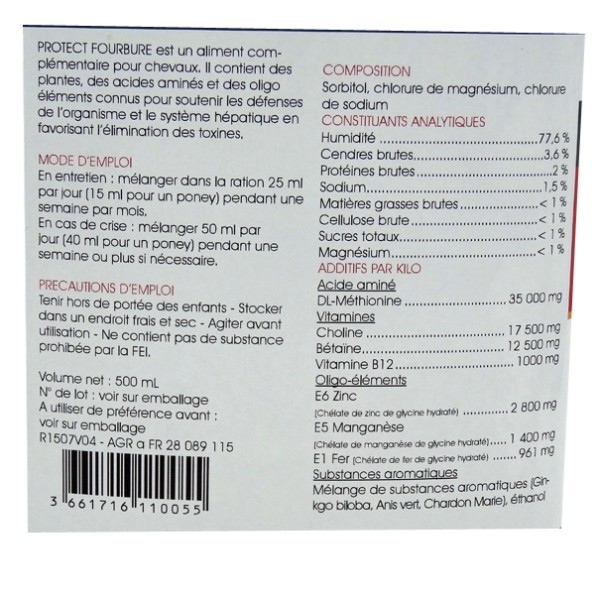 PROTECT FOURBURE est un aliment com-
plémentaire pour chevaux. Il contient des
plantes, des acides aminés et des oligo
éléments connus pour soutenir les défenses
de l'organisme et le système hépatique en
favorisant l'élimination des toxines.
MODE D'EMPLOI
En entretien : mélanger dans la ration 25 ml
par jour (15 ml pour un poney) pendant une
semaine par mois.
En cas de crise : mélanger 50 ml par
jour (40 ml pour un poney) pendant une
semaine ou plus si nécessaire.
PRECAUTIONS D'EMPLOI
Tenir hors de portée des enfants - Stocker
dans un endroit frais et sec - Agiter avant
utilisation - Ne contient pas de substance
prohibée par la FEI.
Volume net : 500 mL
N° de lot : voir sur emballage
A utiliser de préférence avant :
voir sur emballage
R1507V04 - AGR a FR 28 089 115
3 661716 110055
COMPOSITION
Sorbitol, chlorure de magnésium, chlorure
de sodium
CONSTITUANTS ANALYTIQUES
Humidité ..............................77,6 %
Cendres brutes.......................3,6 %
Protéines brutes.........................2 %
Sodium..................................1,5 %
Matières grasses brutes..............< 1 %
Cellulose brute.........................< 1 %
Sucres totaux...........................< 1 %
Magnésium..............................< 1 %
ADDITIFS PAR KILO
Acide aminé
DL-Méthionine ..................... 35 000 mg
Vitamines
Choline ............................. 17 500 mg
Bétaïne.............................. 12 500 mg
Vitamine B12........................ 1000 mg
Oligo-éléments
E6 Zinc
(Chélate de zinc de glycine hydraté) ............ 2 800 mg
E5 Manganèse
(Chélate de manganèse de glycine hydraté)..... 1 400 mg
E1 Fer (Chélate de fer de glycine hydraté) ....... 961 mg
Substances aromatiques
Mélange de substances aromatiques (Gin-
kgo biloba, Anis vert, Chardon Marie), éthanol